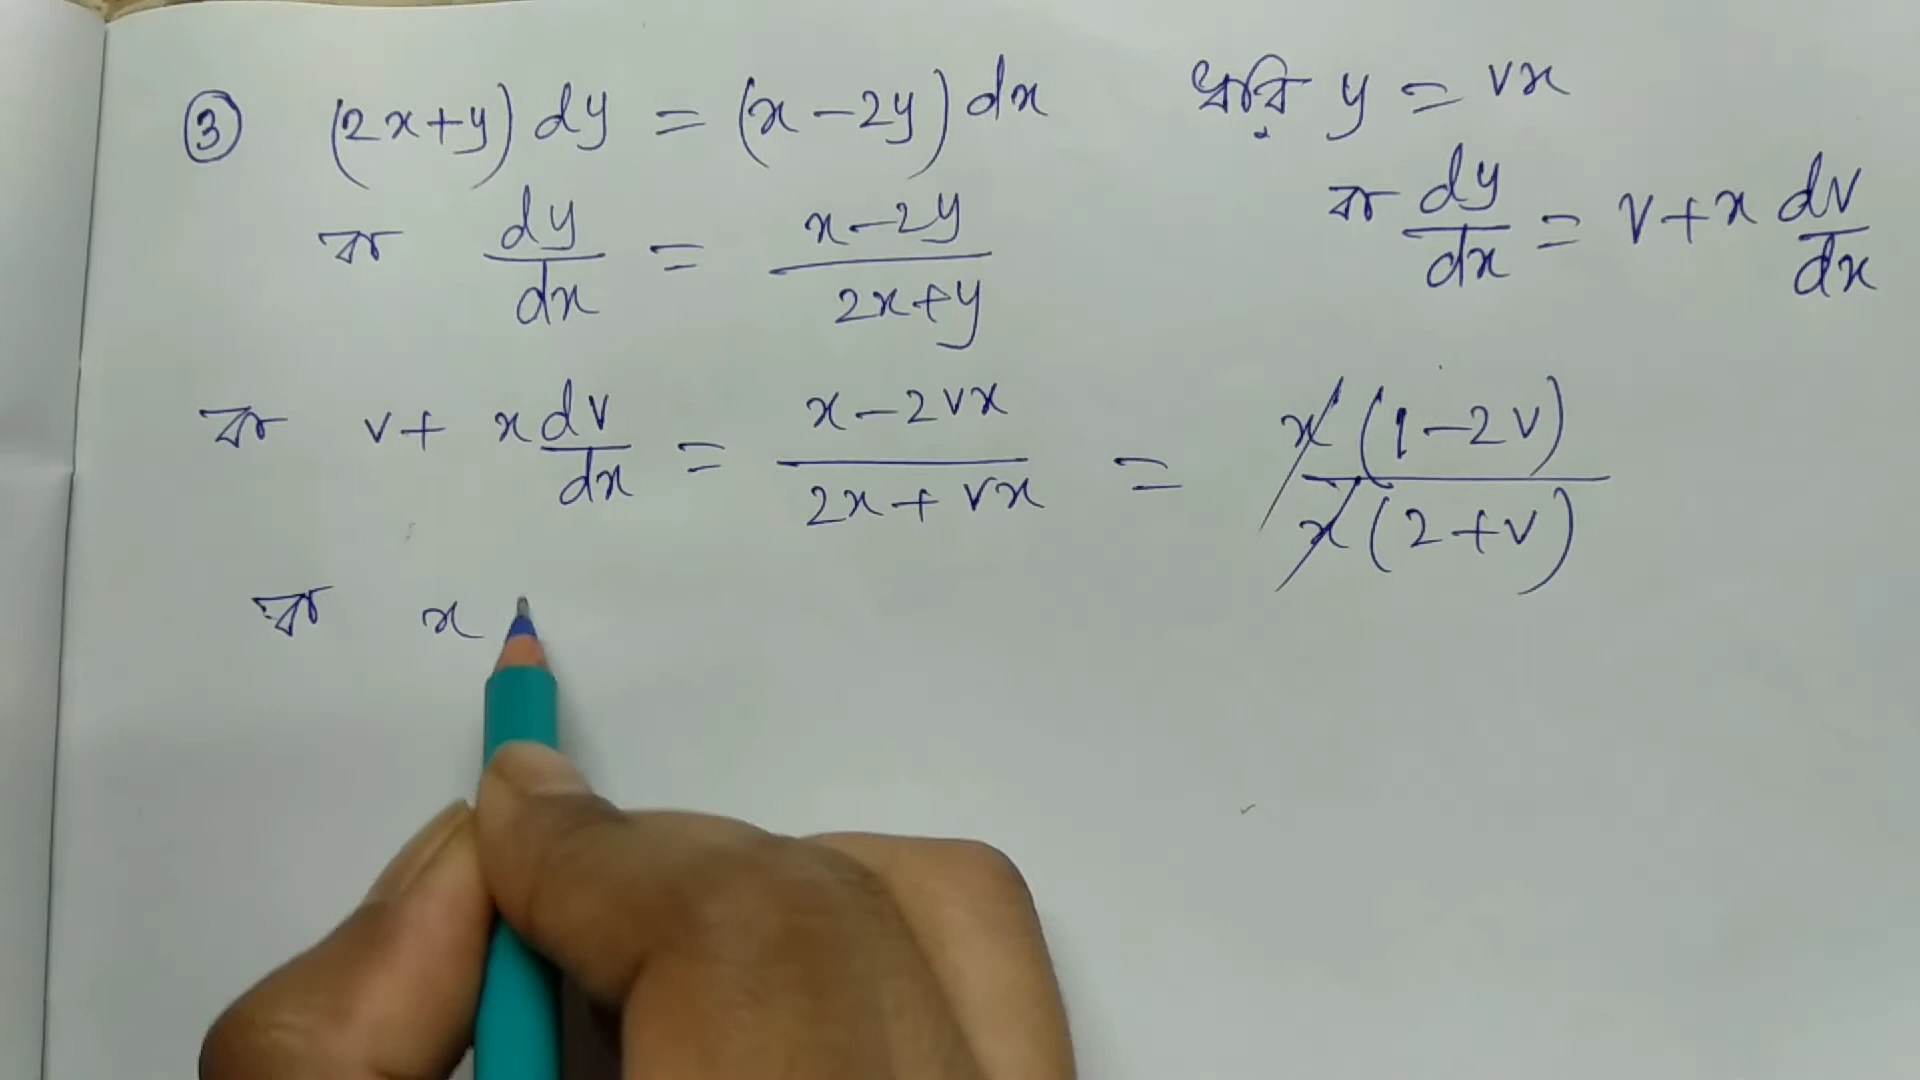 ③ (2x+y) dy = (x-2y) dx
বা dy/dx = (x-2y)/(2x+y)
ধরি y = vx
বা dy/dx = v+x dv/dx
বা v+ x dv/dx = (x-2vx)/(2x+vx) = x(1-2v)/x(2+v)
বা x